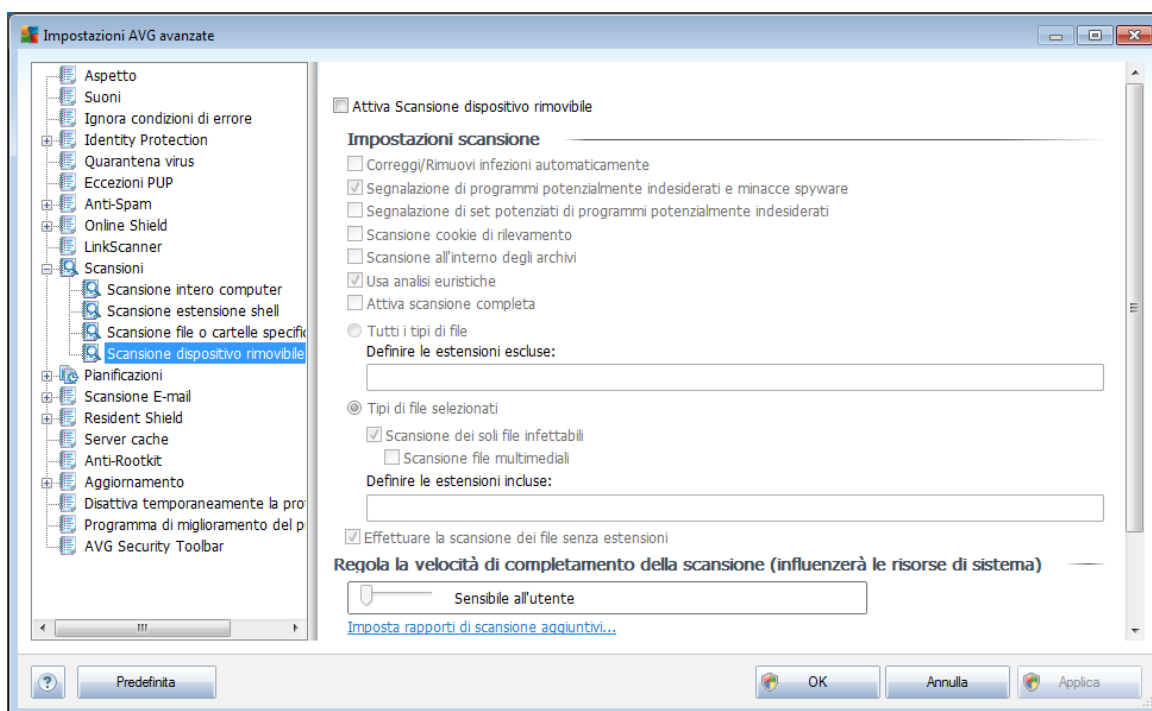 Impostazioni AVG avanzate
Aspetto
Suoni
Ignora condizioni di errore
Identity Protection
Quarantena virus
Eccezioni PUP
Anti-Spam
Online Shield
LinkScanner
Scansioni
Scansione intero computer
Scansione estensione shell
Scansione file o cartelle specific
Scansione dispositivo rimovibile
Pianificazioni
Scansione E-mail
Resident Shield
Server cache
Anti-Rootkit
Aggiornamento
Disattiva temporaneamente la pro
Programma di miglioramento del p
AVG Security Toolbar
Attiva Scansione dispositivo rimovibile
Impostazioni scansione
Correggi/Rimuovi infezioni automaticamente
Segnalazione di programmi potenzialmente indesiderati e minacce spyware
Segnalazione di set potenziati di programmi potenzialmente indesiderati
Scansione cookie di rilevamento
Scansione all'interno degli archivi
Usa analisi euristiche
Attiva scansione completa
Tutti i tipi di file
Definire le estensioni escluse:
Tipi di file selezionati
Scansione dei soli file infettabili
Scansione file multimediali
Definire le estensioni incluse:
Effettuare la scansione dei file senza estensioni
Regola la velocità di completamento della scansione (influenzerà le risorse di sistema)
Sensibile all'utente
Imposta rapporti di scansione aggiuntivi...
?
Predefinita
OK
Annulla
Applica